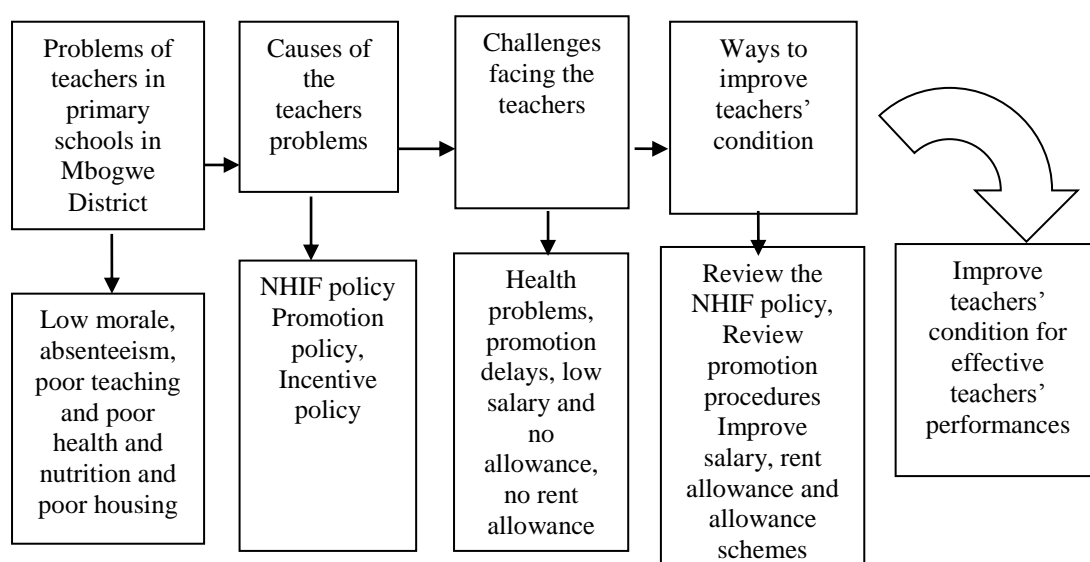 Problems of
teachers in
primary
schools in
Mbogwe
District
Causes of
the
teachers
problems
Challenges
facing the
teachers
Ways to
improve
teachers’
condition
Low morale,
absenteeism,
poor teaching
and poor
health and
nutrition and
poor housing
NHIF policy
Promotion
policy,
Incentive
policy
Health
problems,
promotion
delays, low
salary and
no
allowance,
no rent
allowance
Review the
NHIF policy,
Review
promotion
procedures
Improve
salary, rent
allowance and
allowance
schemes
Improve
teachers’
condition for
effective
teachers’
performances